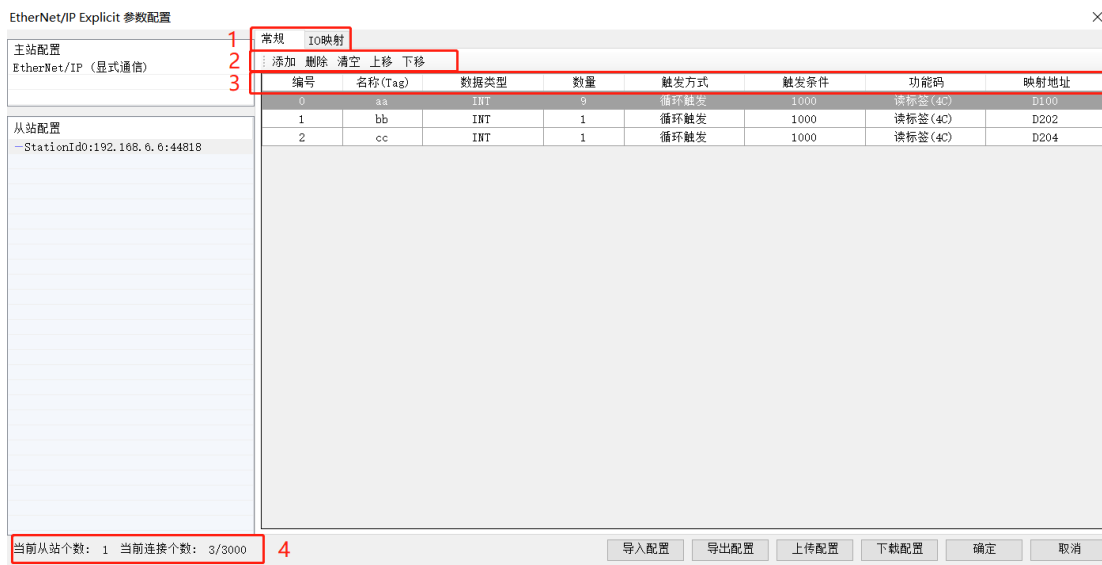 EtherNet/IP Explicit 参数配置
主站配置
EtherNet/IP (显式通信)
从站配置
StationId0:192.168.6.6:44818
1 常规 IO映射
2 添加 删除 清空 上移 下移
3 编号 名称(Tag) 数据类型 数量 触发方式 触发条件 功能码 映射地址
0 aa INT 9 循环触发 1000 读标签(4C) D100
1 bb INT 1 循环触发 1000 读标签(4C) D202
2 cc INT 1 循环触发 1000 读标签(4C) D204
当前从站个数: 1 当前连接个数: 3/3000 4
导入配置 导出配置 上传配置 下载配置 确定 取消